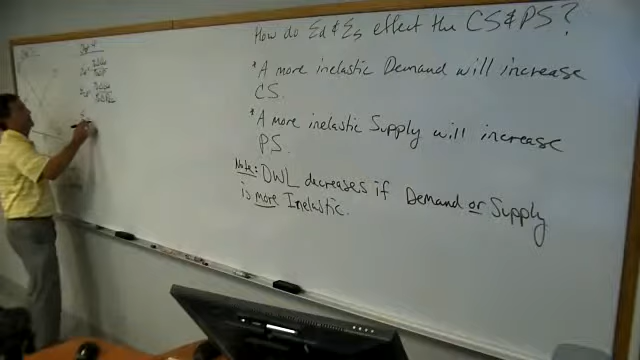 How do Ed & Es effect the CS & PS?
* A more inelastic Demand will increase
CS.
* A more inelastic Supply will increase
PS.
Note: DWL decreases if Demand or Supply
is more Inelastic.